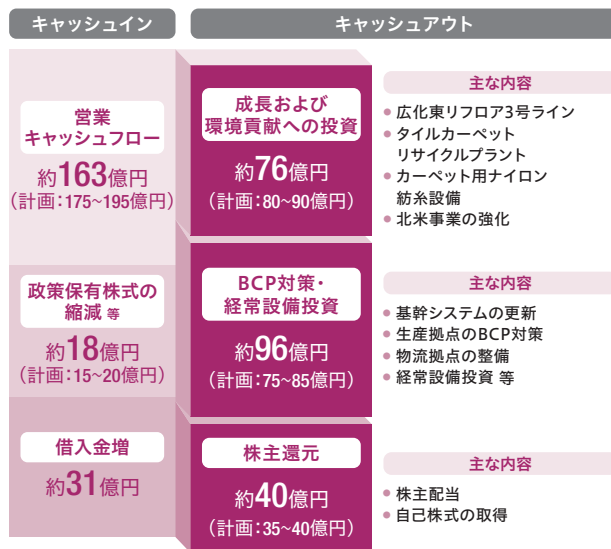 キャッシュイン
キャッシュアウト
営業
キャッシュフロー
約163億円
(計画：175~195億円)
政策保有株式の
縮減 等
約18億円
(計画：15~20億円)
借入金増
約31億円
成長および
環境貢献への投資
約76億円
(計画：80~90億円)
主な内容
● 広化東リフロア3号ライン
● タイルカーペット
リサイクルプラント
● カーペット用ナイロン
紡糸設備
● 北米事業の強化
BCP対策・
経常設備投資
約96億円
(計画：75~85億円)
主な内容
● 基幹システムの更新
● 生産拠点のBCP対策
● 物流拠点の整備
● 経常設備投資 等
株主還元
約40億円
(計画：35~40億円)
主な内容
● 株主配当
● 自己株式の取得